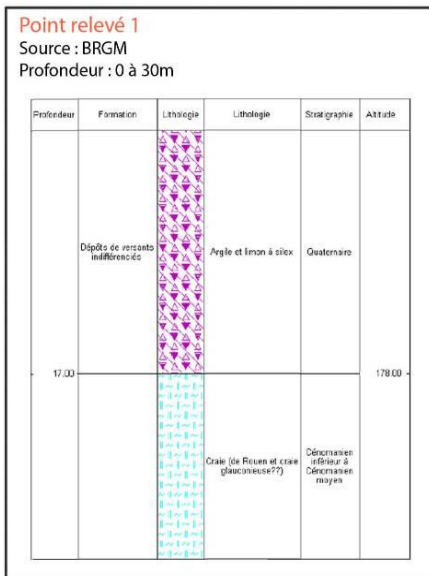 Point relevé 1
Source : BRGM
Profondeur : 0 à 30m
Profondeur Formation Lithologie Lithologie Stratigraphie Altitude
Dépôts de versants
indifférenciés
Argile et limon à silex
Quaternaire
17.00
178.00
Craie (de Rouen et craie
glauconieuse??)
Cénomanien
inférieur à
Cénomanien
moyen